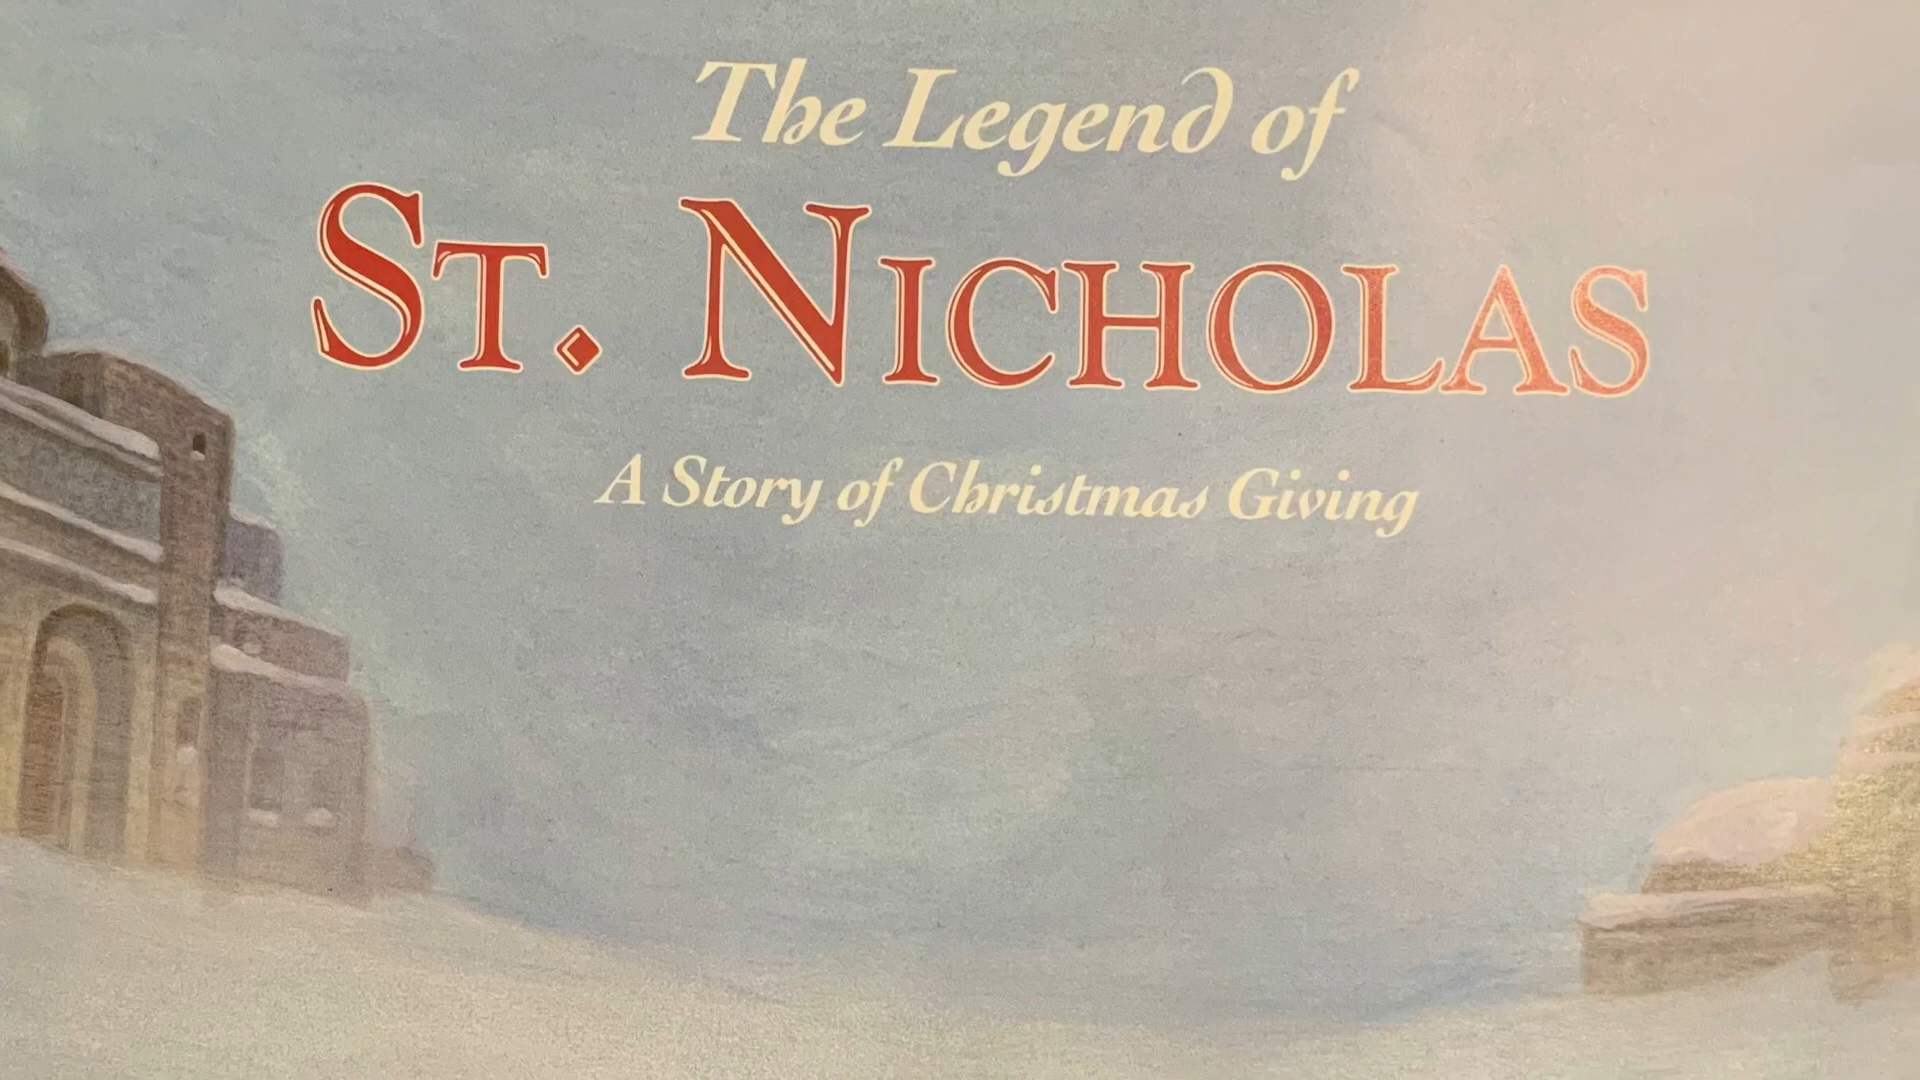 The Legend of
ST. NICHOLAS
A Story of Christmas Giving